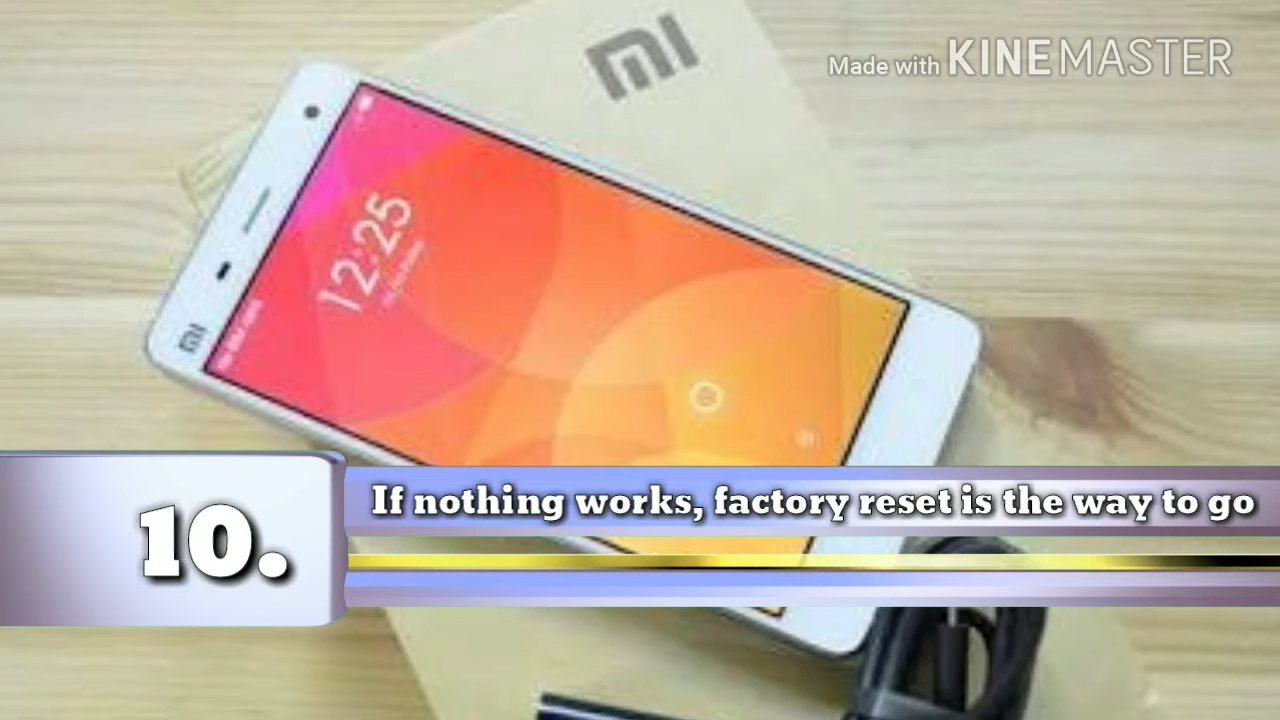 MI
Made with KINEMASTER
12:25
MI
10.
If nothing works, factory reset is the way to go